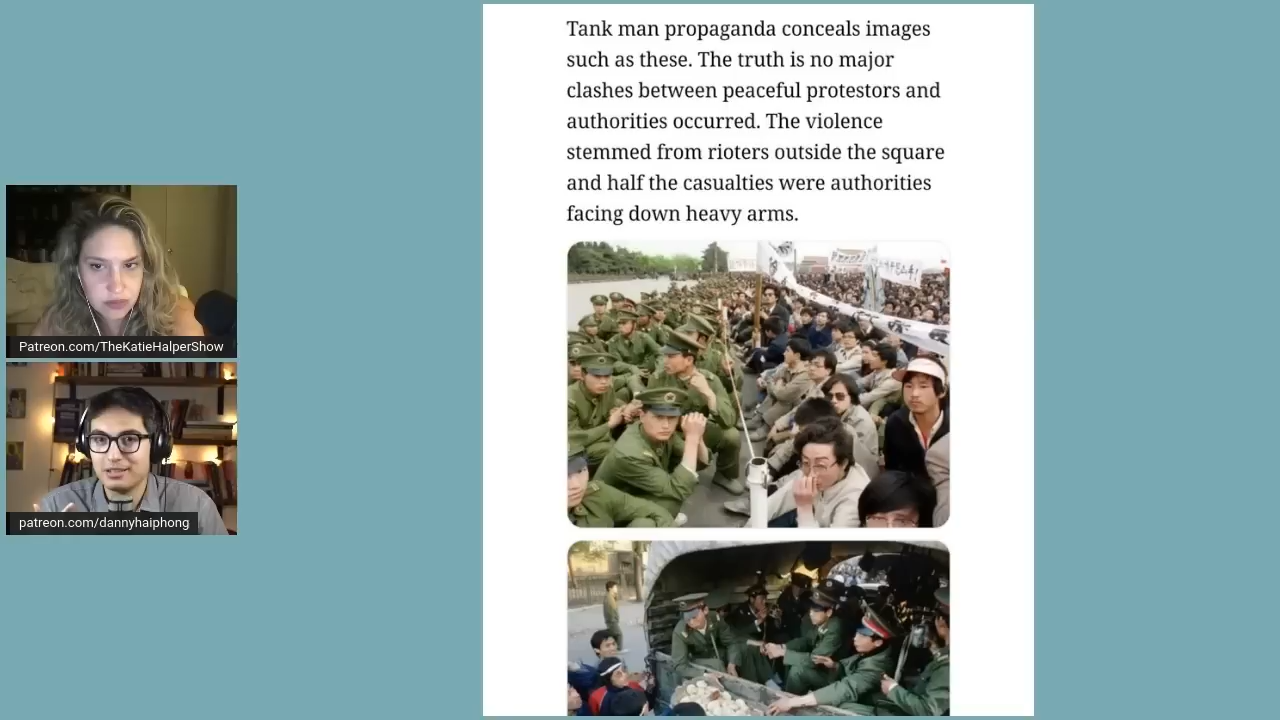 Tank man propaganda conceals images
such as these. The truth is no major
clashes between peaceful protestors and
authorities occurred. The violence
stemmed from rioters outside the square
and half the casualties were authorities
facing down heavy arms.
Patreon.com/TheKatieHalperShow
patreon.com/dannyhaiphong